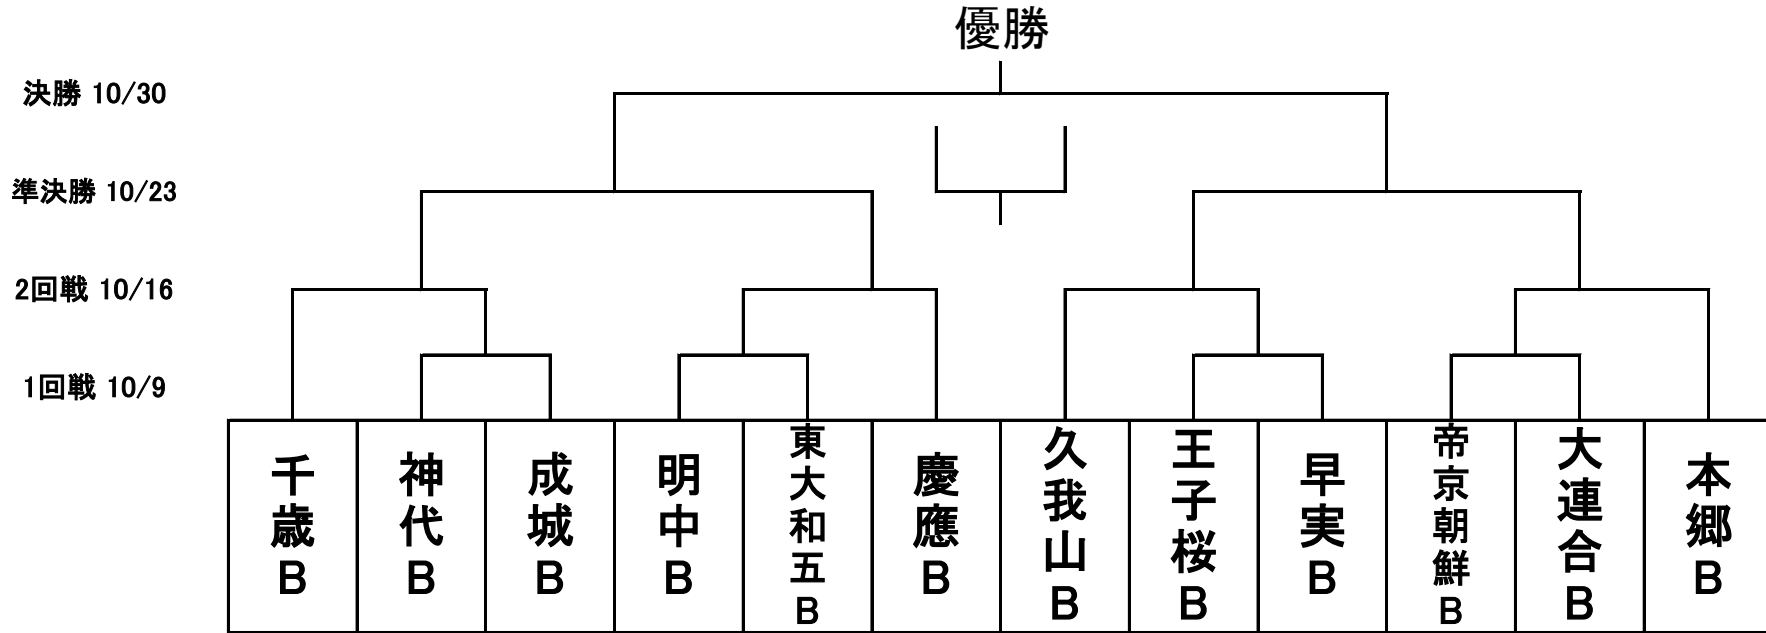 優勝
決勝 10/30
準決勝 10/23
2回戦 10/16
1回戦 10/9
千歳B
神代B
成城B
明中B
東大和五B
慶應B
久我山B
王子桜B
早実B
帝京朝鮮B
大連合B
本郷B